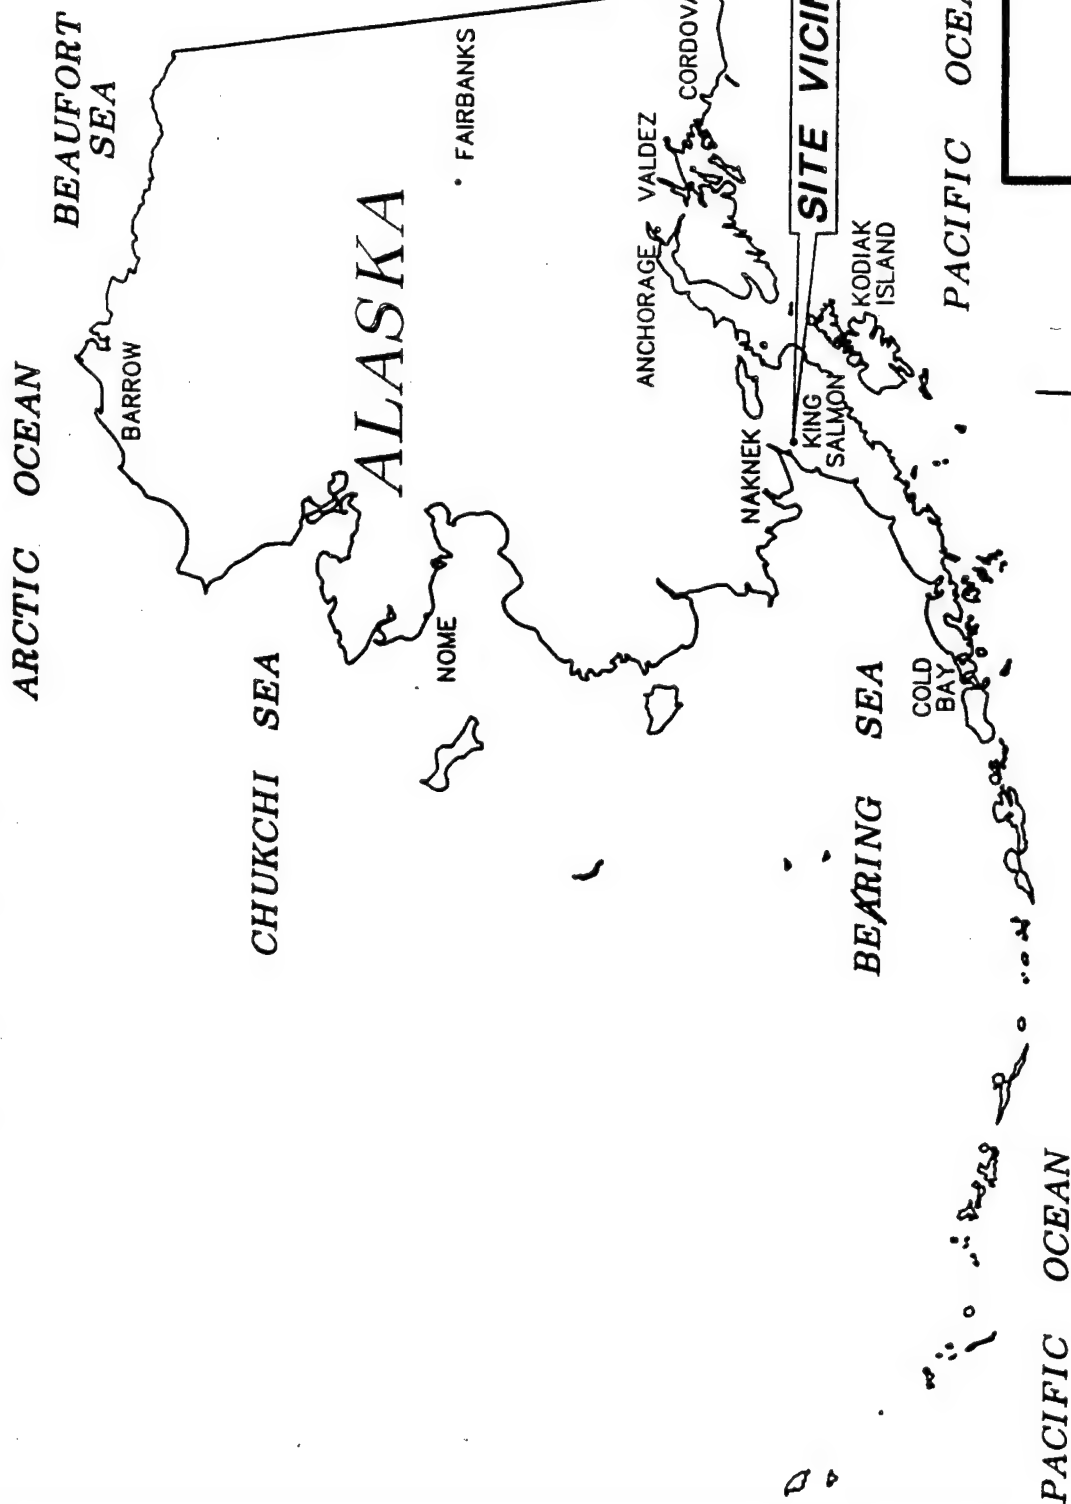 ARCTIC OCEAN
BEAUFORT
SEA
BARROW
CHUKCHI SEA
ALASKA
FAIRBANKS
NOME
ANCHORAGE
VALDEZ
CORDOVA
NAKNEK
KING
SALMON
SITE VICIN
KODIAK
ISLAND
BEARING SEA
COLD
BAY
PACIFIC OCEA
PACIFIC OCEAN